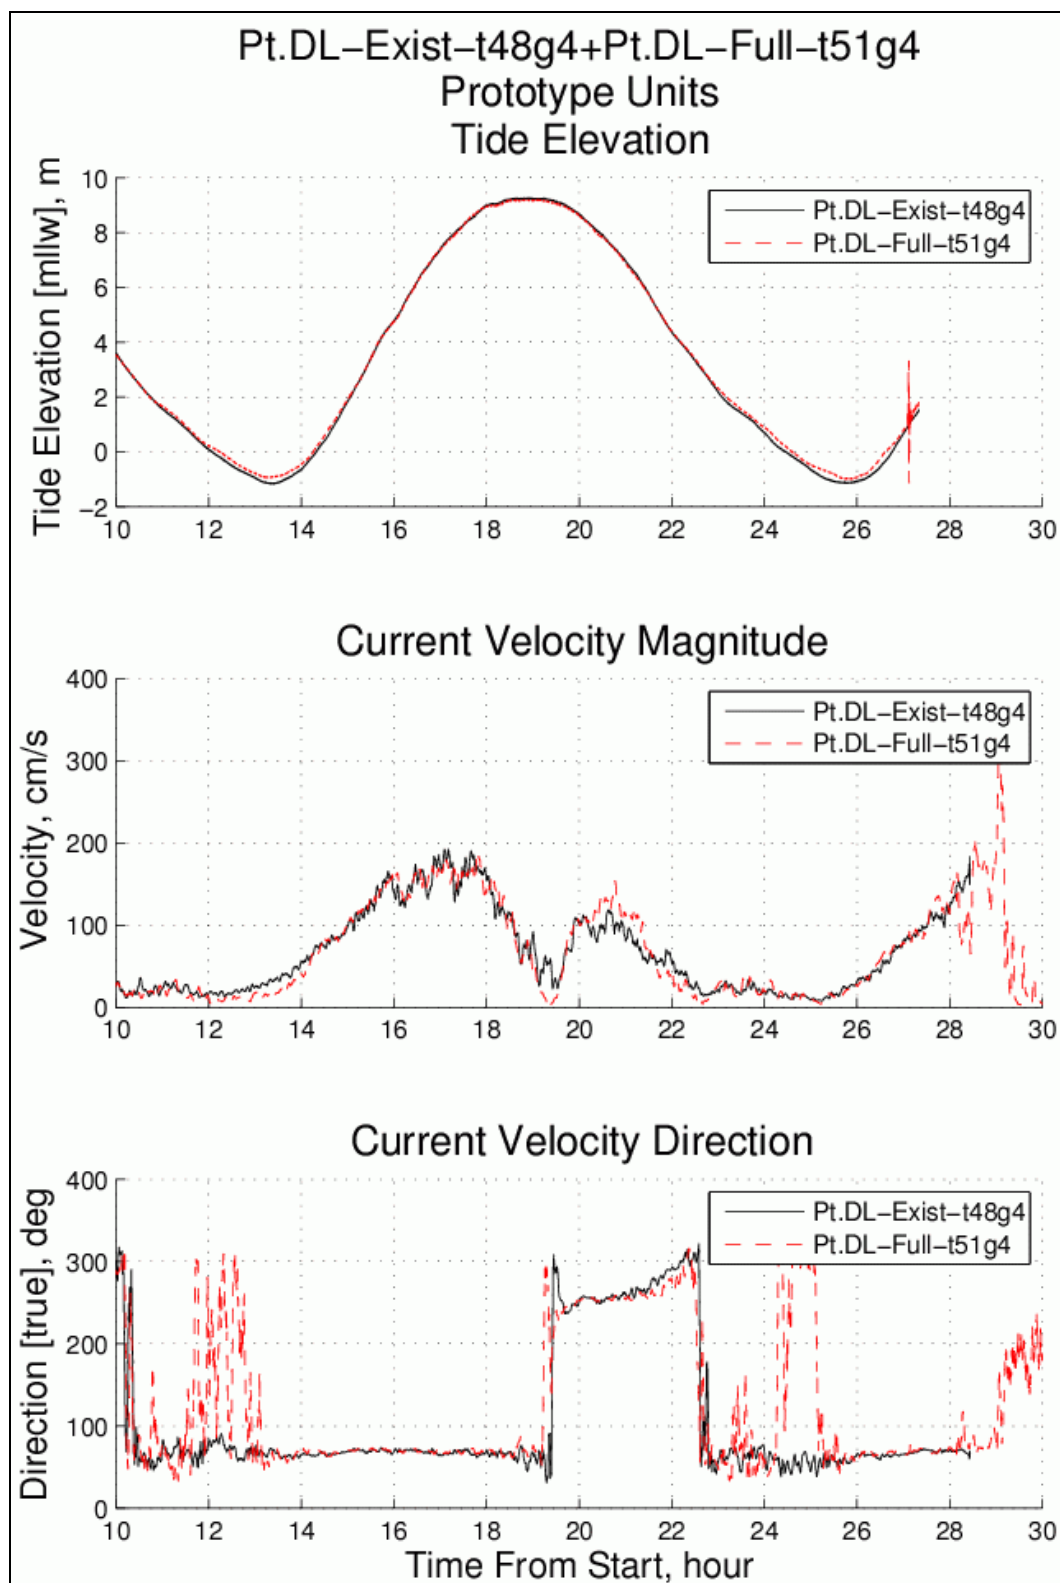 Pt.DL−Exist−t48g4+Pt.DL−Full−t51g4
Prototype Units
Tide Elevation
Tide Elevation [mllw], m
10
8
6
4
2
0
−2
Pt.DL−Exist−t48g4
Pt.DL−Full−t51g4
10 12 14 16 18 20 22 24 26 28 30
Current Velocity Magnitude
Velocity, cm/s
400
300
200
100
0
Pt.DL−Exist−t48g4
Pt.DL−Full−t51g4
10 12 14 16 18 20 22 24 26 28 30
Current Velocity Direction
Direction [true], deg
400
300
200
100
0
Pt.DL−Exist−t48g4
Pt.DL−Full−t51g4
10 12 14 16 18 20 22 24 26 28 30
Time From Start, hour